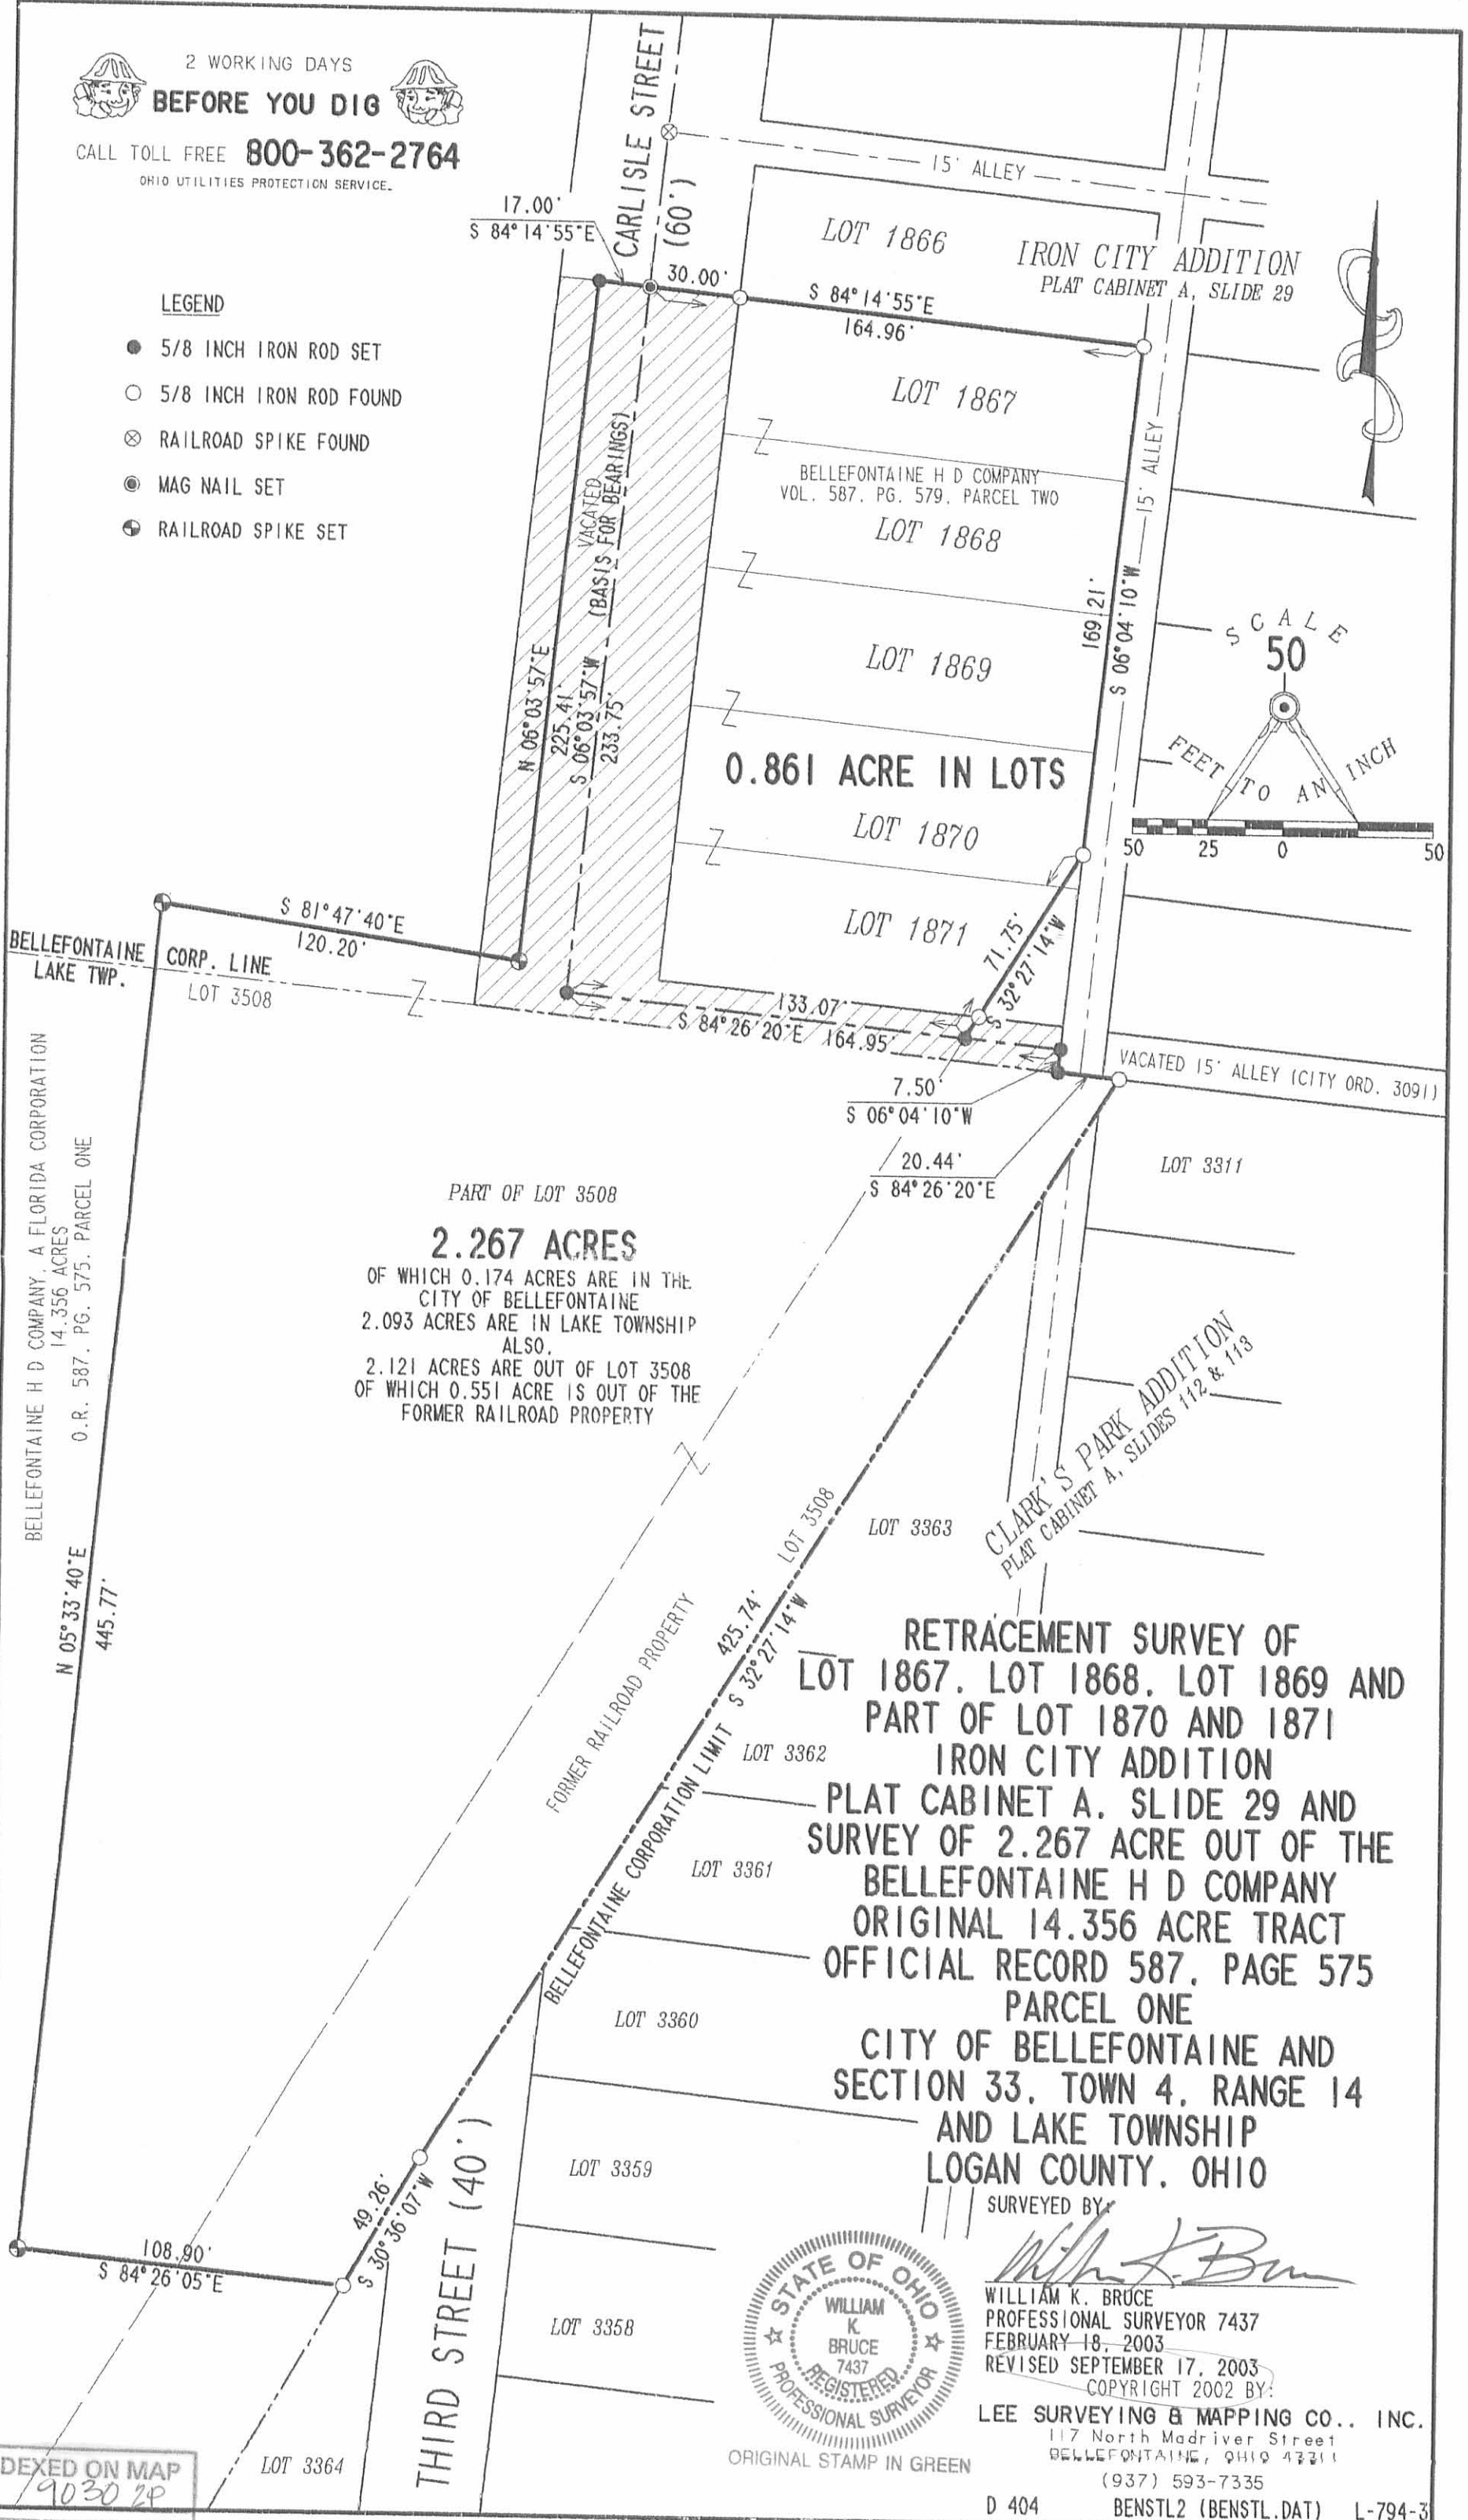 2 WORKING DAYS
BEFORE YOU DIG
CALL TOLL FREE 800-362-2764
OHIO UTILITIES PROTECTION SERVICE.
LEGEND
5/8 INCH IRON ROD SET
5/8 INCH IRON ROD FOUND
RAILROAD SPIKE FOUND
MAG NAIL SET
RAILROAD SPIKE SET
CARLISLE STREET
(60')
17.00'
S 84°14'55"E
30.00'
15' ALLEY
LOT 1866
IRON CITY ADDITION
PLAT CABINET A, SLIDE 29
S 84°14'55"E
164.96'
LOT 1867
BELLEFONTAINE H D COMPANY
VOL. 587. PG. 579. PARCEL TWO
LOT 1868
LOT 1869
0.861 ACRE IN LOTS
LOT 1870
LOT 1871
VACATED
(BASIS FOR BEARINGS)
N 06°03'57"E
225.41'
S 06°03'57"W
233.75'
15' ALLEY
169.21'
S 06°04'10"W
SCALE
50
FEET TO AN INCH
50 25 0 50
71.75'
S 32°27'14"W
S 81°47'40"E
120.20'
BELLEFONTAINE CORP. LINE
LAKE TWP.
LOT 3508
133.07'
S 84°26'20"E 164.95'
7.50'
S 06°04'10"W
20.44'
S 84°26'20"E
VACATED 15' ALLEY (CITY ORD. 3091)
LOT 3311
BELLEFONTAINE H D COMPANY, A FLORIDA CORPORATION
14.356 ACRES
O.R. 587. PG. 575. PARCEL ONE
N 05°33'40"E
445.77'
PART OF LOT 3508
2.267 ACRES
OF WHICH 0.174 ACRES ARE IN THE
CITY OF BELLEFONTAINE
2.093 ACRES ARE IN LAKE TOWNSHIP
ALSO,
2.121 ACRES ARE OUT OF LOT 3508
OF WHICH 0.551 ACRE IS OUT OF THE
FORMER RAILROAD PROPERTY
CLARK'S PARK ADDITION
PLAT CABINET A, SLIDES 112 & 113
LOT 3508
LOT 3363
FORMER RAILROAD PROPERTY
425.74'
S 32°27'14"W
BELLEFONTAINE CORPORATION LIMIT
LOT 3362
LOT 3361
LOT 3360
LOT 3359
LOT 3358
LOT 3364
THIRD STREET (40')
49.26'
S 30°36'07"W
108.90'
S 84°26'05"E
RETRACEMENT SURVEY OF
LOT 1867. LOT 1868. LOT 1869 AND
PART OF LOT 1870 AND 1871
IRON CITY ADDITION
PLAT CABINET A. SLIDE 29 AND
SURVEY OF 2.267 ACRE OUT OF THE
BELLEFONTAINE H D COMPANY
ORIGINAL 14.356 ACRE TRACT
OFFICIAL RECORD 587. PAGE 575
PARCEL ONE
CITY OF BELLEFONTAINE AND
SECTION 33. TOWN 4. RANGE 14
AND LAKE TOWNSHIP
LOGAN COUNTY. OHIO
SURVEYED BY:
William K. Bruce
WILLIAM K. BRUCE
PROFESSIONAL SURVEYOR 7437
FEBRUARY 18, 2003
REVISED SEPTEMBER 17, 2003
COPYRIGHT 2002 BY:
LEE SURVEYING & MAPPING CO.. INC.
117 North Madriver Street
BELLEFONTAINE, OHIO 43311
(937) 593-7335
STATE OF OHIO
WILLIAM
K.
BRUCE
7437
REGISTERED
PROFESSIONAL SURVEYOR
ORIGINAL STAMP IN GREEN
DEXED ON MAP
9030 2P
D 404 BENSTL2 (BENSTL.DAT) L-794-3